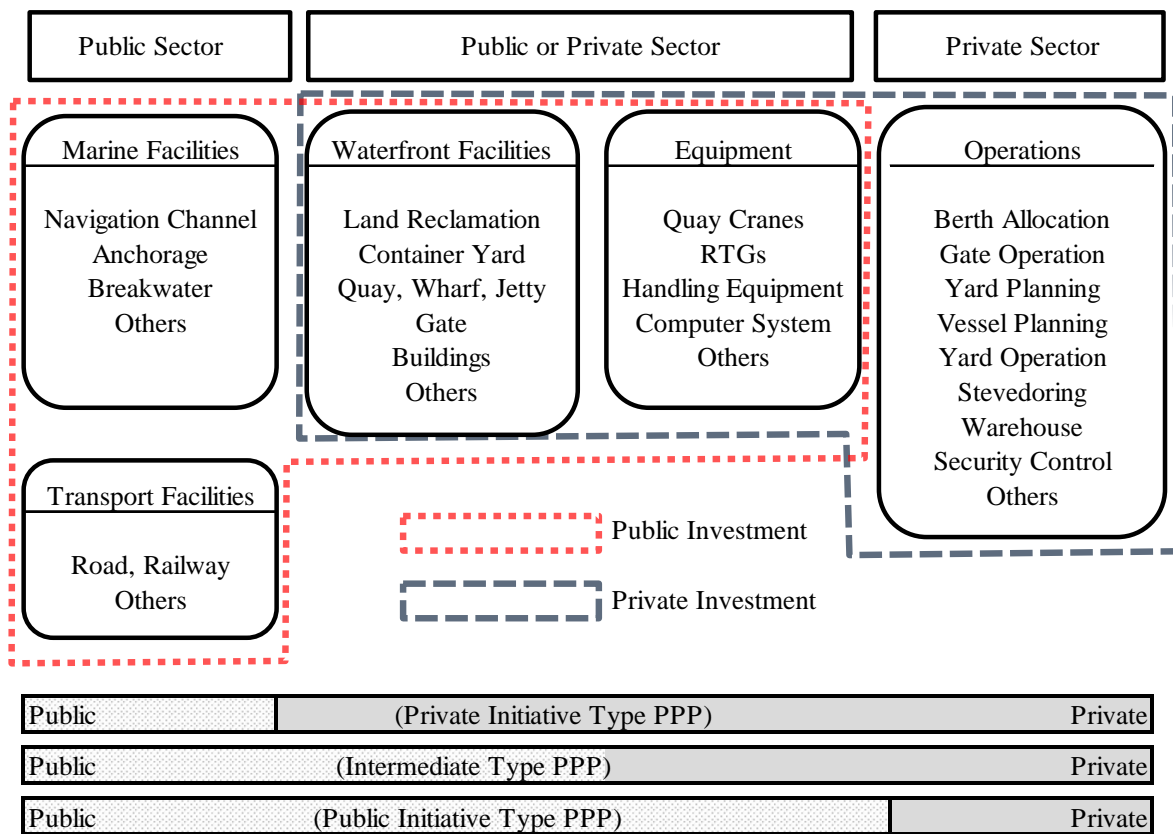 Public Sector
Public or Private Sector
Private Sector
Marine Facilities
Navigation Channel
Anchorage
Breakwater
Others
Waterfront Facilities
Land Reclamation
Container Yard
Quay, Wharf, Jetty
Gate
Buildings
Others
Equipment
Quay Cranes
RTGs
Handling Equipment
Computer System
Others
Operations
Berth Allocation
Gate Operation
Yard Planning
Vessel Planning
Yard Operation
Stevedoring
Warehouse
Security Control
Others
Transport Facilities
Road, Railway
Others
Public Investment
Private Investment
Public (Private Initiative Type PPP) Private
Public (Intermediate Type PPP) Private
Public (Public Initiative Type PPP) Private